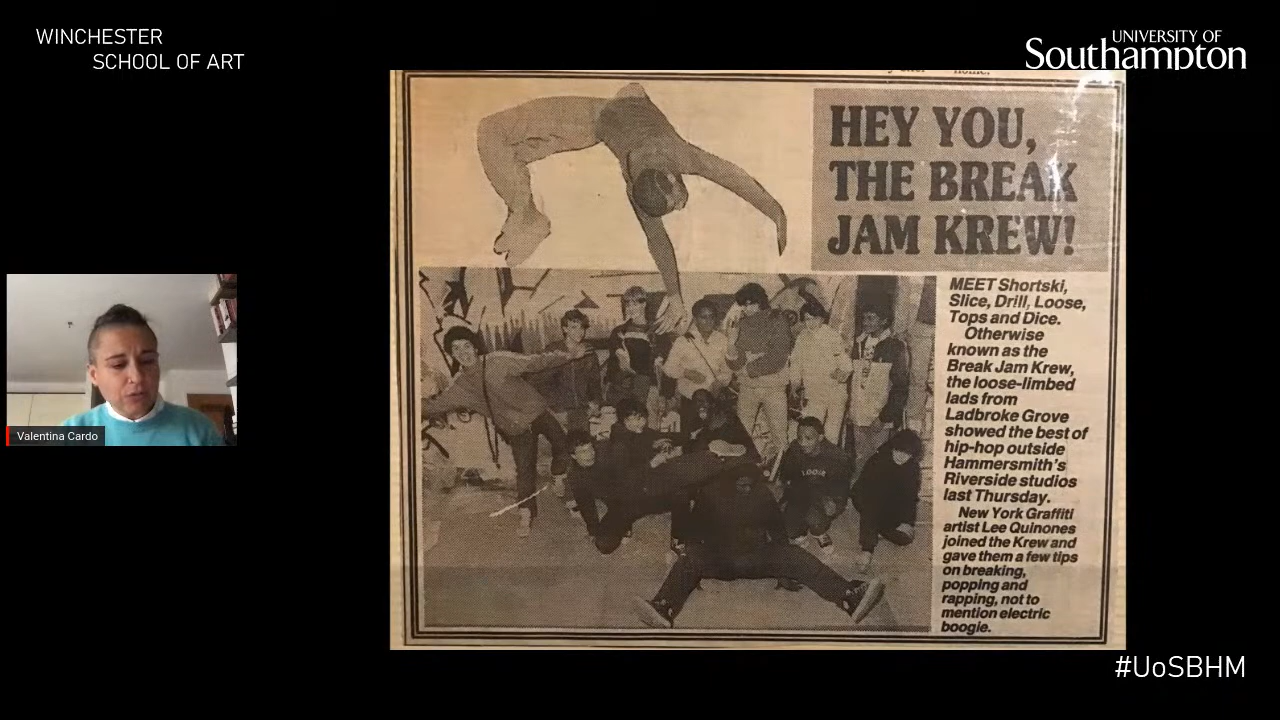 WINCHESTER
SCHOOL OF ART
UNIVERSITY OF
Southampton
home.
HEY YOU,
THE BREAK
JAM KREW!
MEET Shortski,
Slice, Drill, Loose,
Tops and Dice.
Otherwise
known as the
Break Jam Krew,
the loose-limbed
lads from
Ladbroke Grove
showed the best of
hip-hop outside
Hammersmith's
Riverside studios
last Thursday.
New York Graffiti
artist Lee Quinones
joined the Krew and
gave them a few tips
on breaking,
popping and
rapping, not to
mention electric
boogie.
LOOSE
Valentina Cardo
#UoSBHM